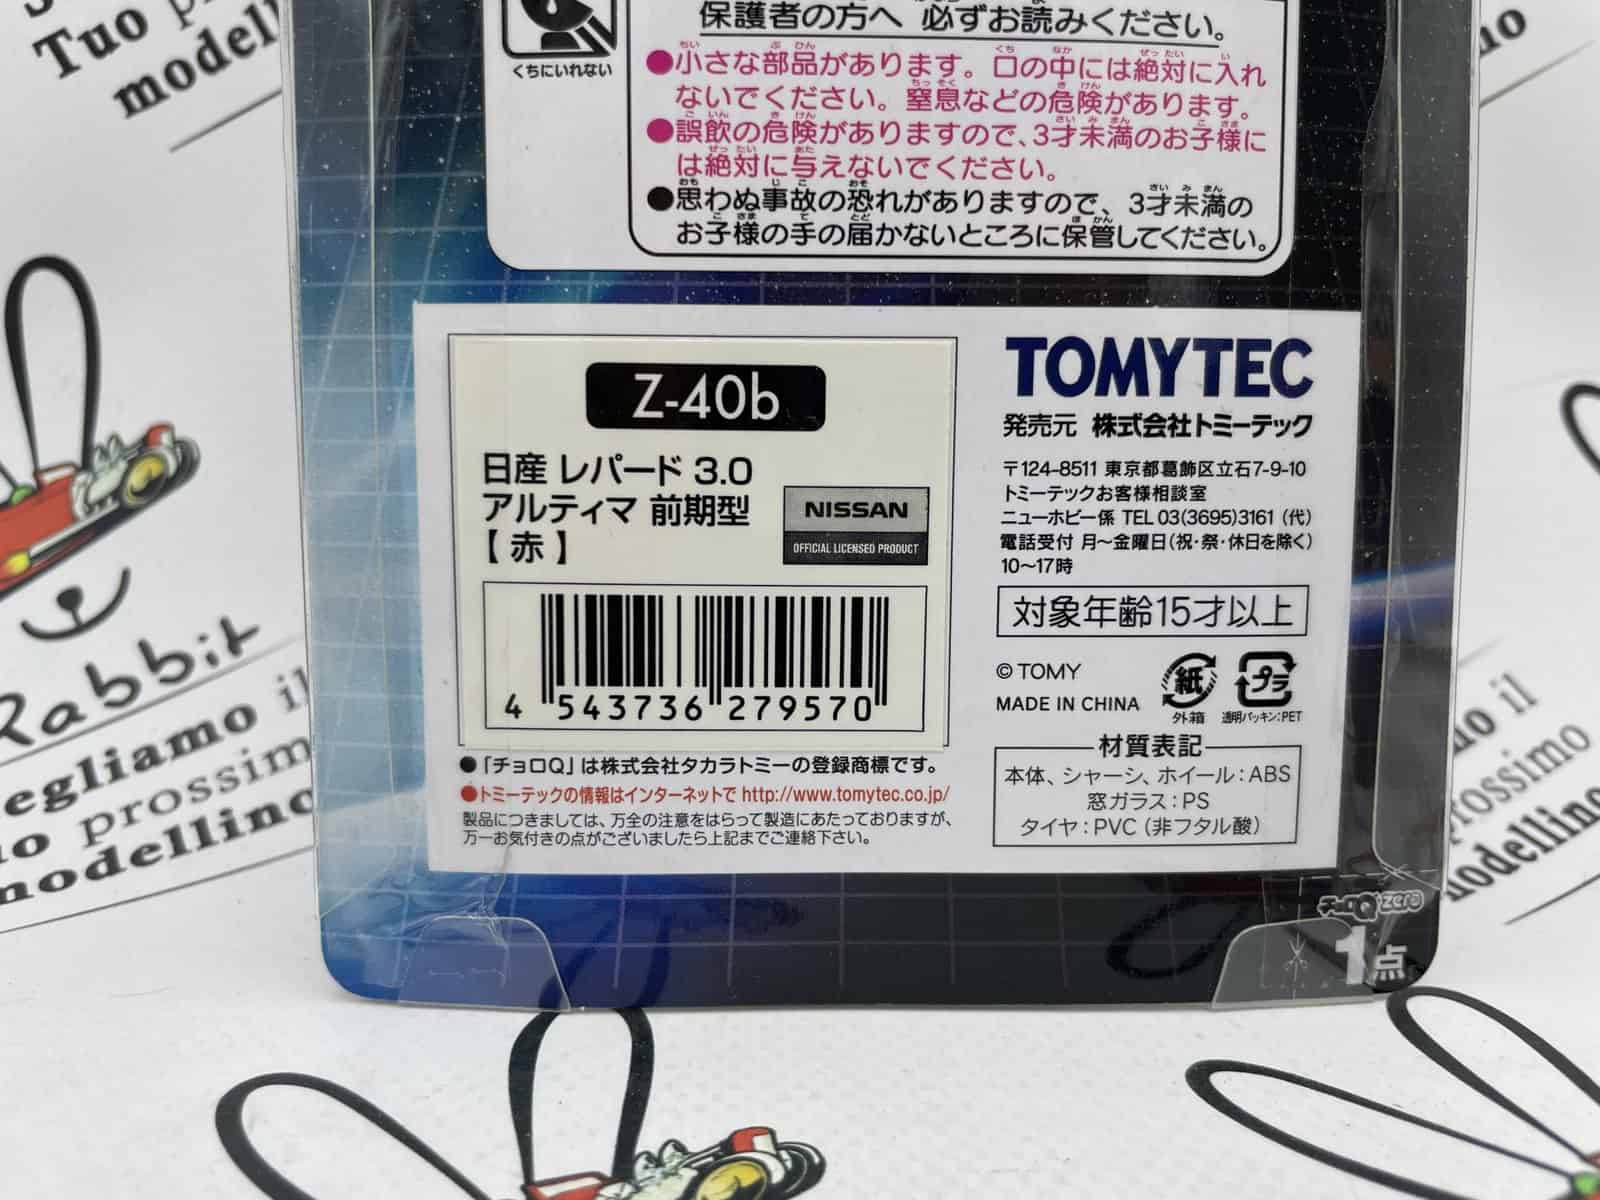 Tuo
modelli
くちにいれない
保護者の方へ 必ずお読みください。
●小さな部品があります。口の中には絶対に入れ
ないでください。窒息などの危険があります。
●誤飲の危険がありますので、3才未満のお子様に
は絶対に与えないでください。
●思わぬ事故の恐れがありますので、3才未満の
お子様の手の届かないところに保管してください。
Z-40b
日産 レパード 3.0
アルティマ 前期型
【 赤 】
NISSAN
OFFICIAL LICENSED PRODUCT
4 543736 279570
●「チョロQ」は株式会社タカラトミーの登録商標です。
●トミーテックの情報はインターネットで http://www.tomytec.co.jp/
製品につきましては、万全の注意をはらって製造にあたっておりますが、
万一お気付きの点がございましたら上記までご連絡下さい。
TOMYTEC
発売元 株式会社トミーテック
〒124-8511 東京都葛飾区立石7-9-10
トミーテックお客様相談室
ニューホビー係 TEL 03(3695)3161 (代)
電話受付 月〜金曜日(祝・祭・休日を除く)
10〜17時
対象年齢15才以上
© TOMY
MADE IN CHINA
紙
外箱
プラ
透明パッキン:PET
材質表記
本体、シャーシ、ホイール:ABS
窓ガラス:PS
タイヤ:PVC (非フタル酸)
チョロQ zero
1点
Rabbit
egliamo il
uo prossimo
modellino
il
prossimo
modellino